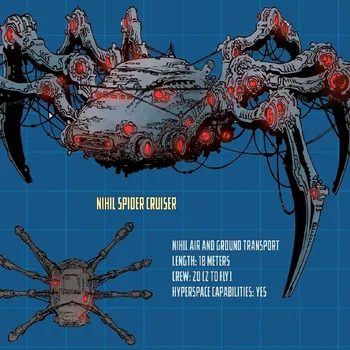 NIHIL SPIDER CRUISER
NIHIL AIR AND GROUND TRANSPORT
LENGTH: 18 METERS
CREW: 20 (2 TO FLY)
HYPERSPACE CAPABILITIES: YES